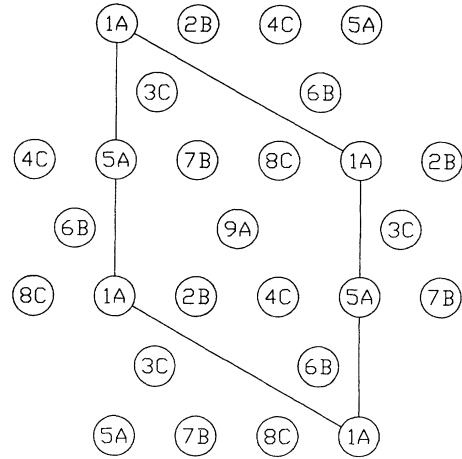 1A 2B 4C 5A
3C 6B
4C 5A 7B 8C 1A 2B
6B 9A 3C
8C 1A 2B 4C 5A 7B
3C 6B
5A 7B 8C 1A